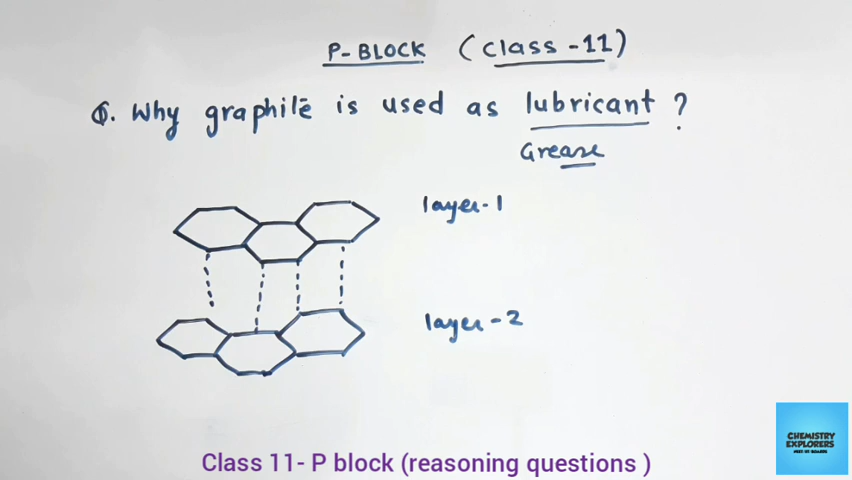 P-BLOCK (Class-11)
Q. Why graphite is used as lubricant ?
Grease
layer-1
layer-2
CHEMISTRY
EXPLORERS
Class 11- P block (reasoning questions )